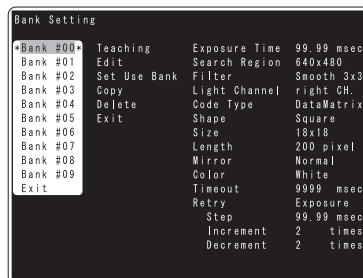 Bank Setting
*Bank #00* Teaching Exposure Time 99.99 msec
Bank #01 Edit Search Region 640x480
Bank #02 Set Use Bank Filter Smooth 3x3
Bank #03 Copy Light Channel right CH.
Bank #04 Delete Code Type DataMatrix
Bank #05 Exit Shape Square
Bank #06 Size 18x18
Bank #07 Length 200 pixel
Bank #08 Mirror Normal
Bank #09 Color White
Exit Timeout 9999 msec
Retry Exposure
Step 99.99 msec
Increment 2 times
Decrement 2 times